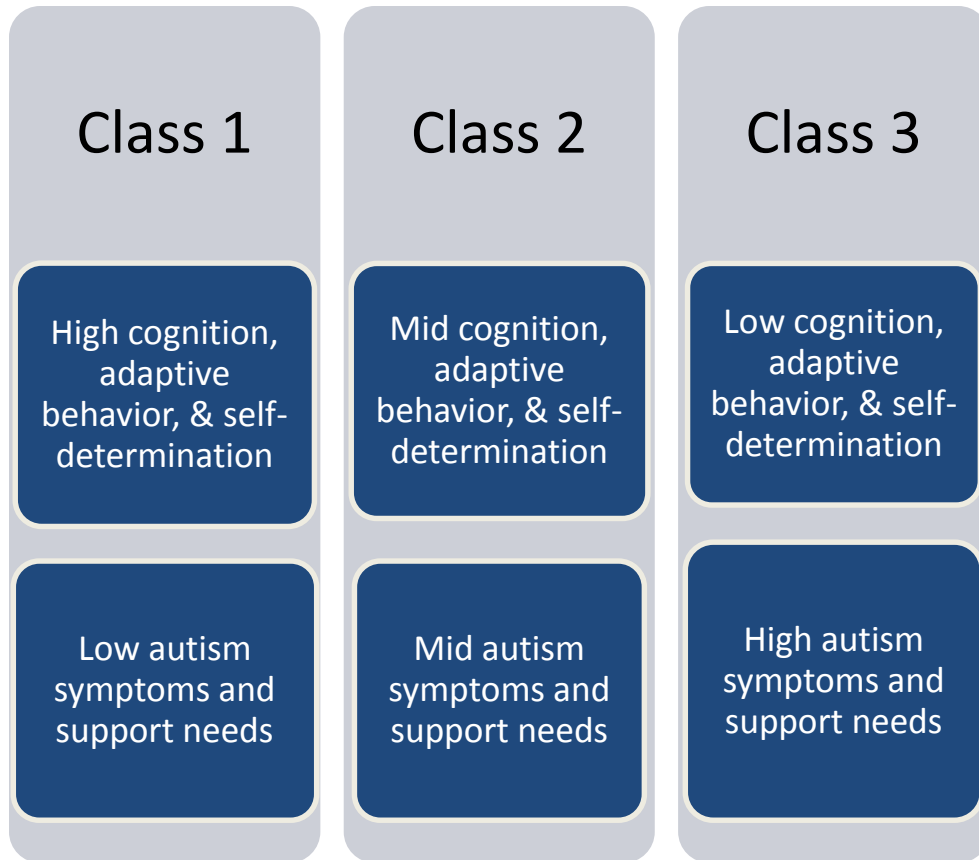 Class 1
High cognition,
adaptive
behavior, & self-
determination
Low autism
symptoms and
support needs
Class 2
Mid cognition,
adaptive
behavior, & self-
determination
Mid autism
symptoms and
support needs
Class 3
Low cognition,
adaptive
behavior, & self-
determination
High autism
symptoms and
support needs